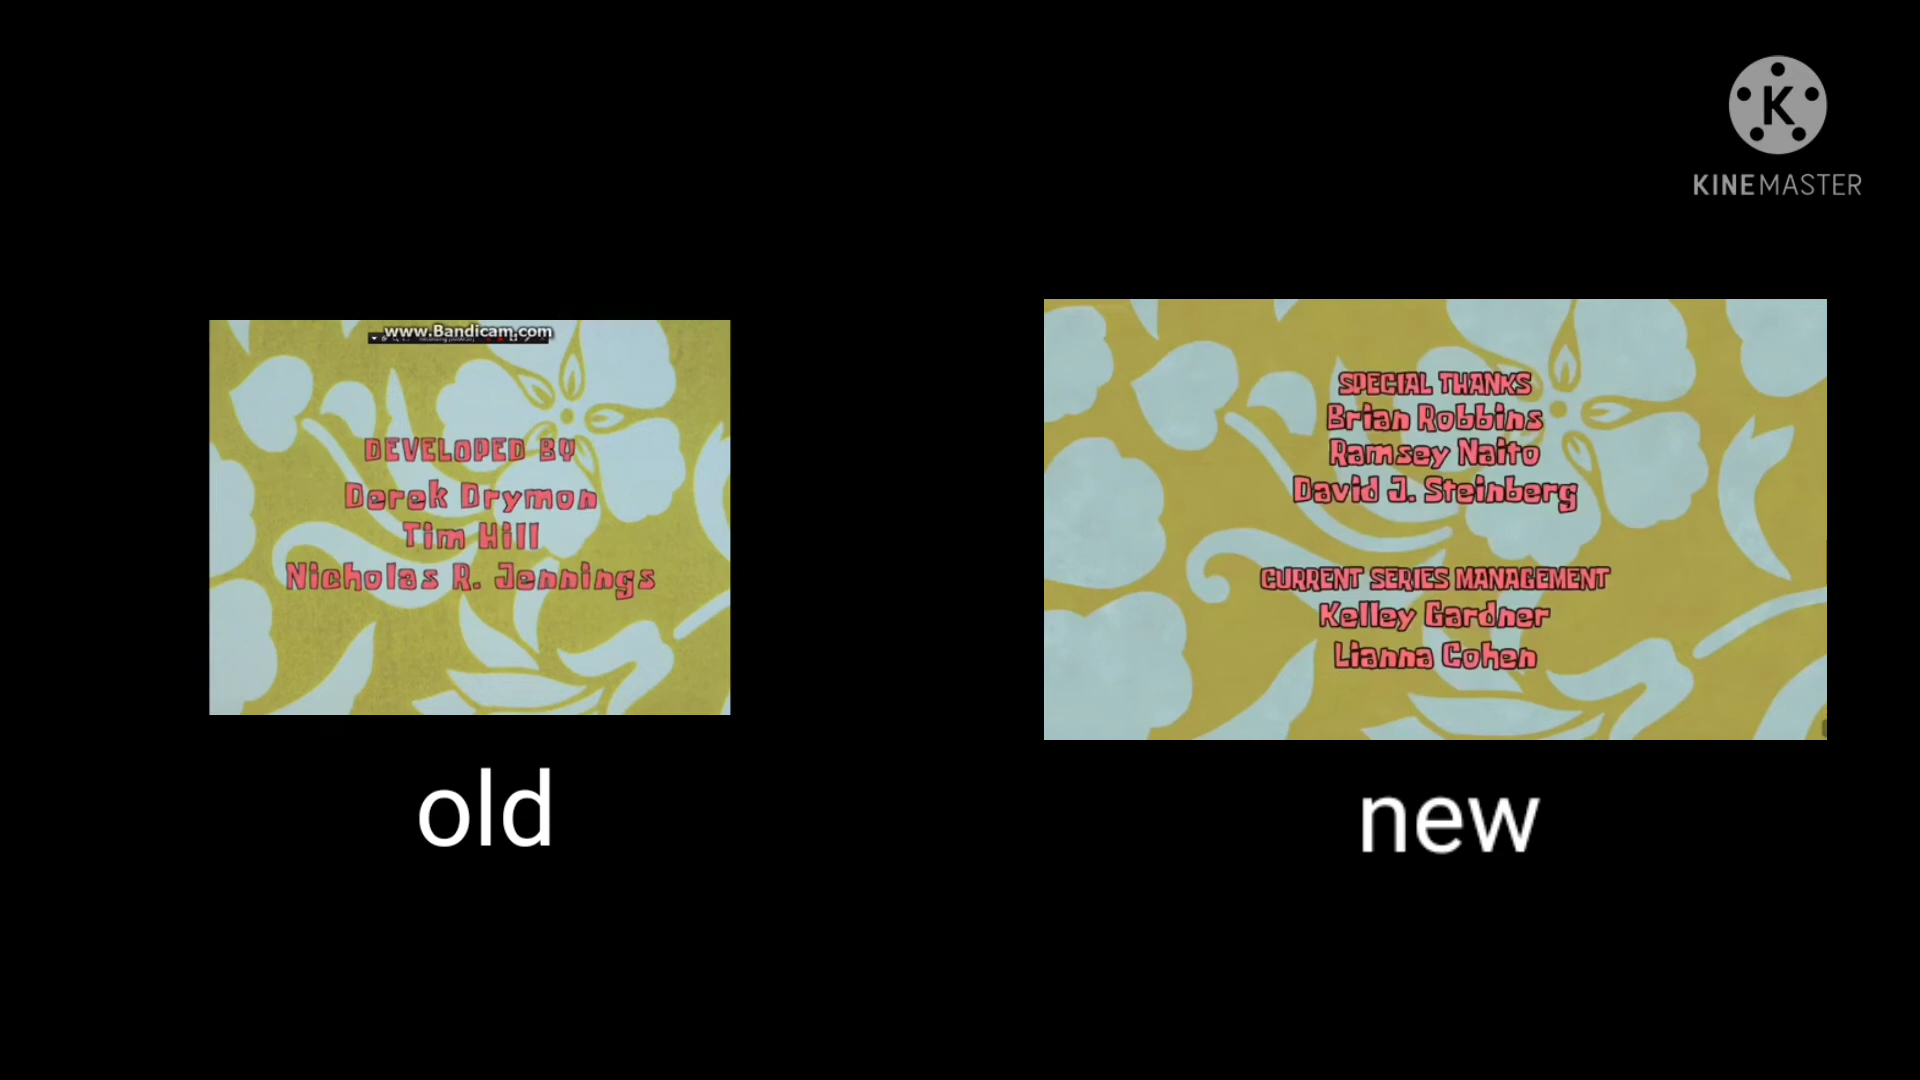 K
KINEMASTER
www.Bandicam.com
DEVELOPED BY
Derek Drymon
Tim Hill
Nicholas R. Jennings
old
SPECIAL THANKS
Brian Robbins
Ramsey Naito
David J. Steinberg
CURRENT SERIES MANAGEMENT
Kelley Gardner
Lianna Cohen
new